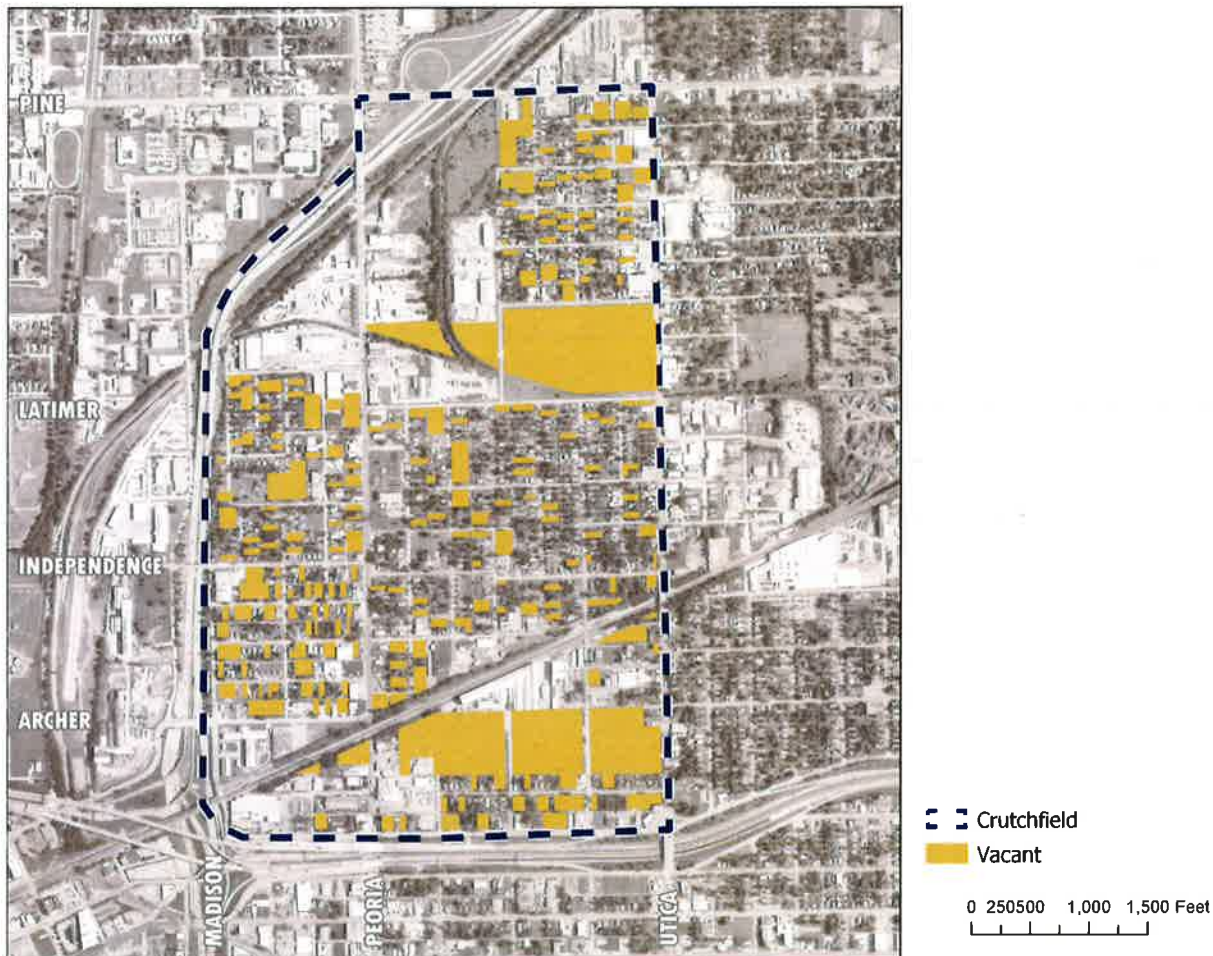 PINE
LATIMER
INDEPENDENCE
ARCHER
MADISON
PEORIA
UTICA
Crutchfield
Vacant
0 250500 1,000 1,500 Feet